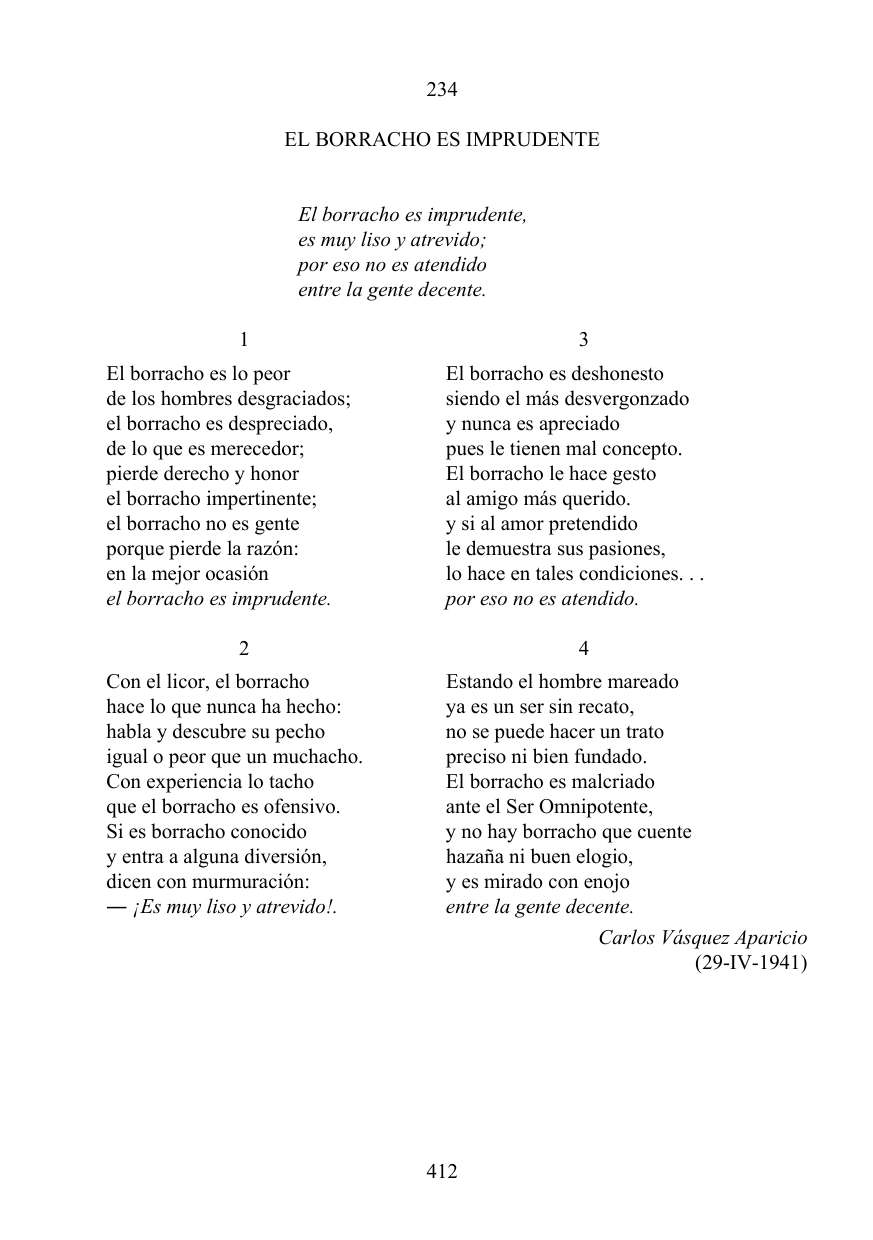 234
EL BORRACHO ES IMPRUDENTE
El borracho es imprudente,
es muy liso y atrevido;
por eso no es atendido
entre la gente decente.
1
El borracho es lo peor
de los hombres desgraciados;
el borracho es despreciado,
de lo que es merecedor;
pierde derecho y honor
el borracho impertinente;
el borracho no es gente
porque pierde la razón:
en la mejor ocasión
el borracho es imprudente.
2
Con el licor, el borracho
hace lo que nunca ha hecho:
habla y descubre su pecho
igual o peor que un muchacho.
Con experiencia lo tacho
que el borracho es ofensivo.
Si es borracho conocido
y entra a alguna diversión,
dicen con murmuración:
— ¡Es muy liso y atrevido!.
3
El borracho es deshonesto
siendo el más desvergonzado
y nunca es apreciado
pues le tienen mal concepto.
El borracho le hace gesto
al amigo más querido.
y si al amor pretendido
le demuestra sus pasiones,
lo hace en tales condiciones. . .
por eso no es atendido.
4
Estando el hombre mareado
ya es un ser sin recato,
no se puede hacer un trato
preciso ni bien fundado.
El borracho es malcriado
ante el Ser Omnipotente,
y no hay borracho que cuente
hazaña ni buen elogio,
y es mirado con enojo
entre la gente decente.
Carlos Vásquez Aparicio
(29-IV-1941)
412